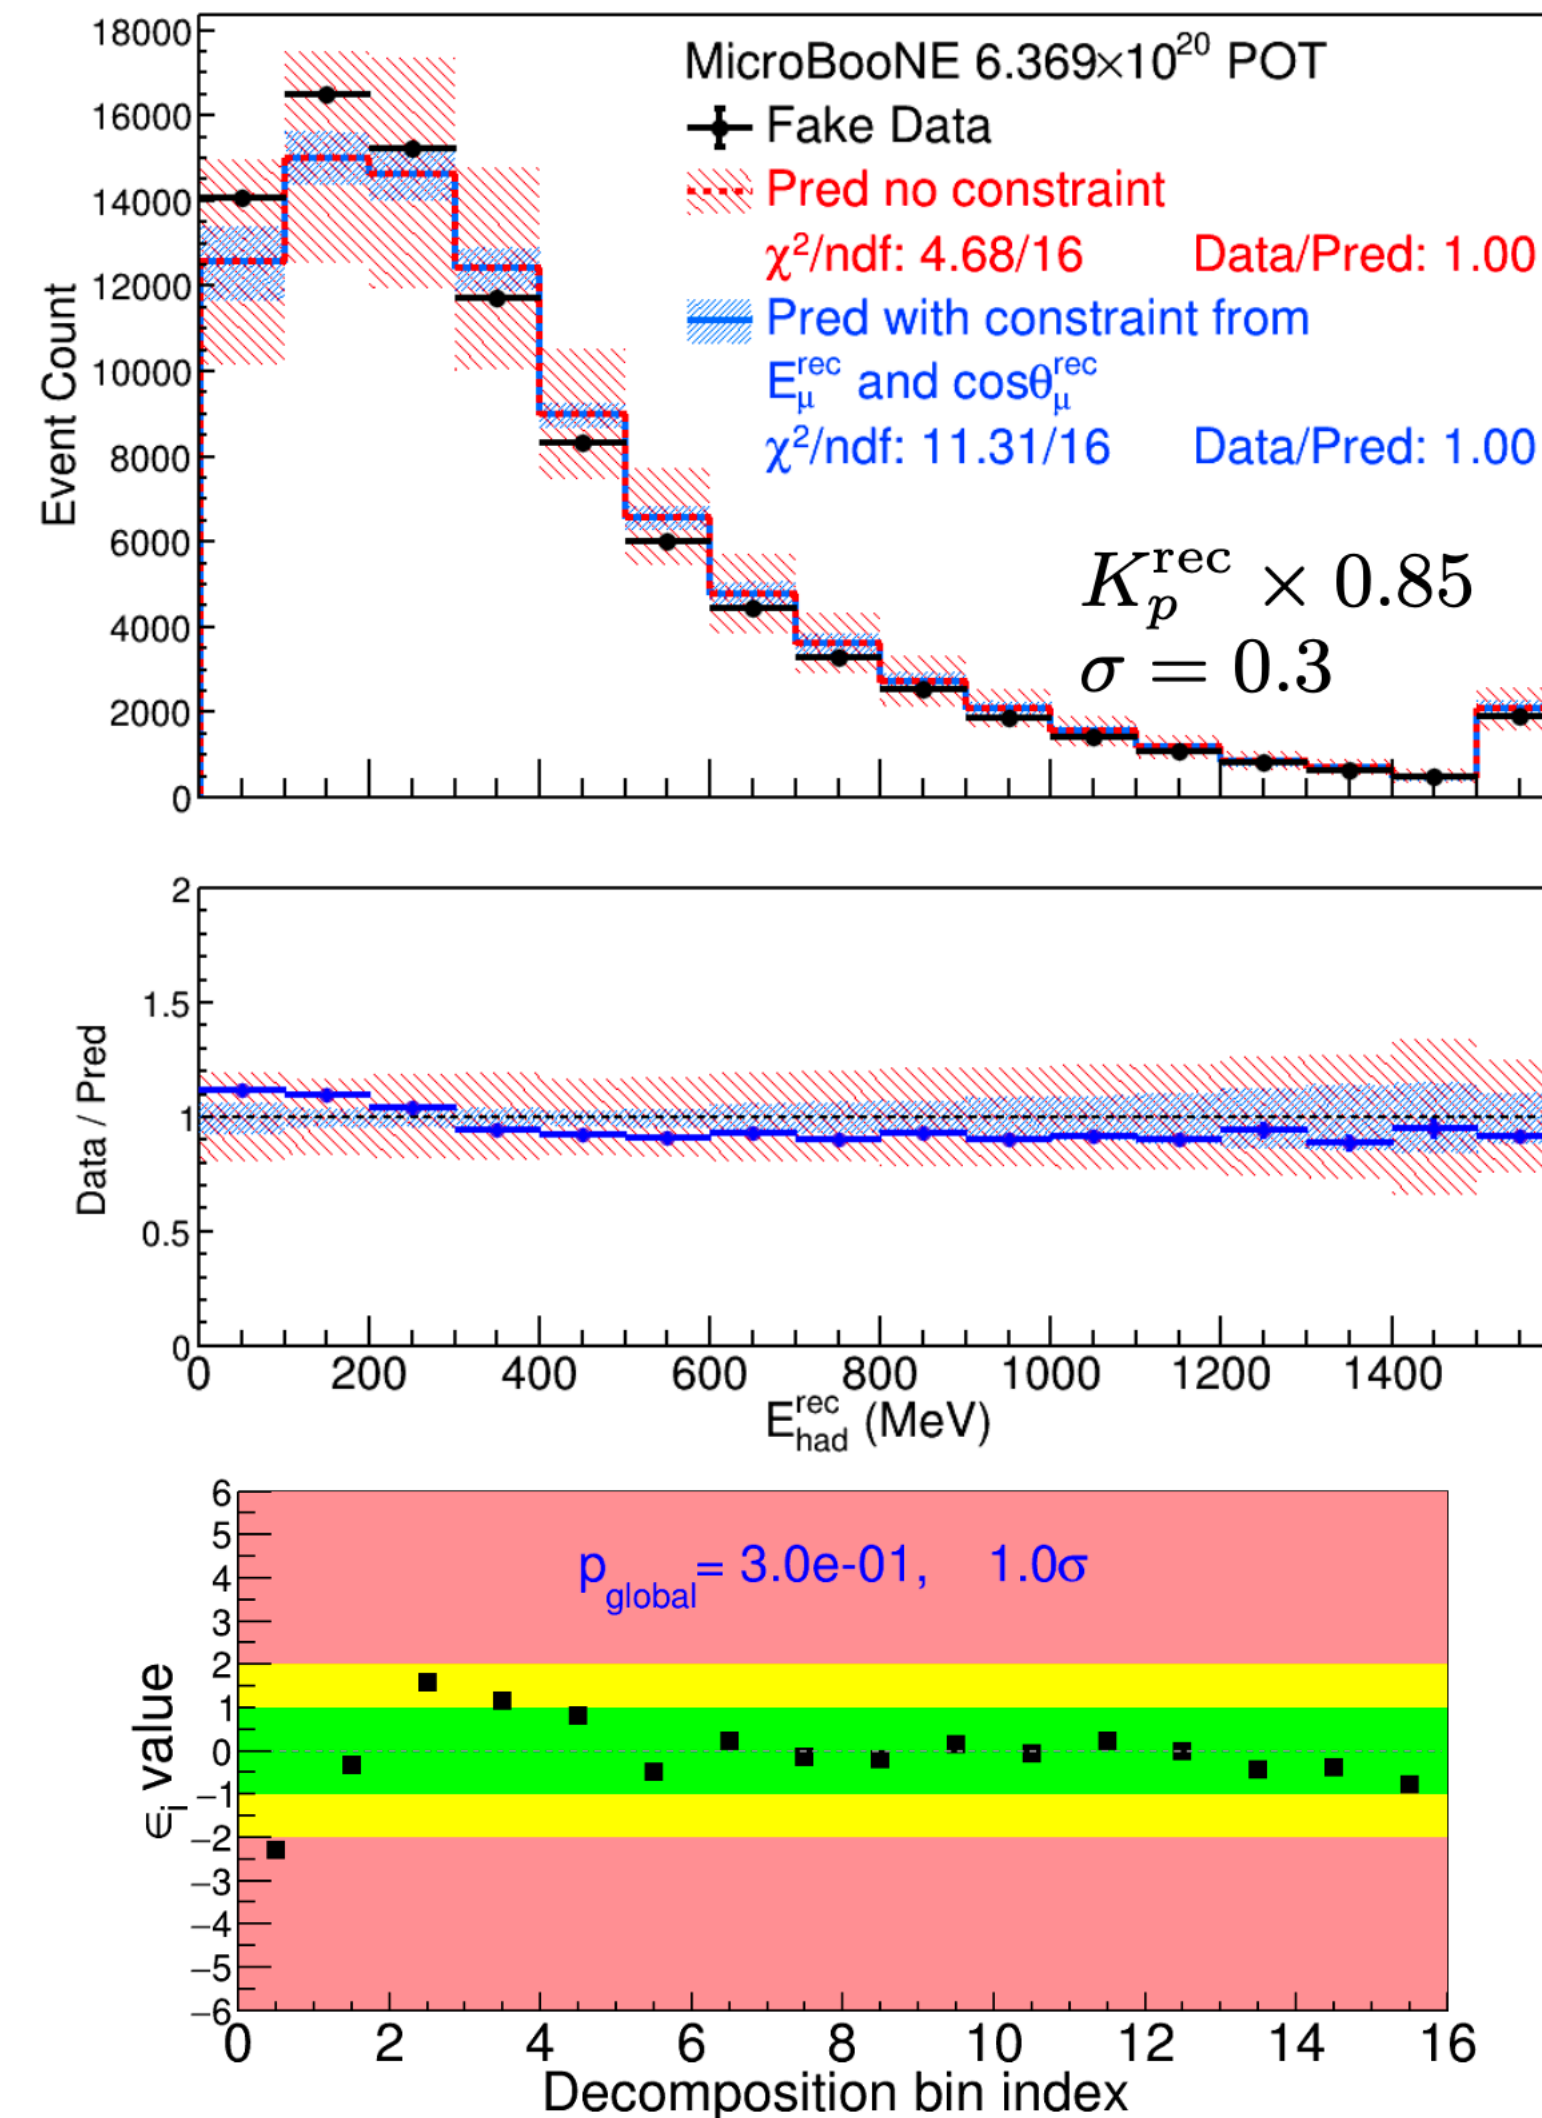 18000
16000
14000
12000
10000
8000
6000
4000
2000
0
Event Count
MicroBooNE 6.369×10²⁰ POT
Fake Data
Pred no constraint
χ²/ndf: 4.68/16 Data/Pred: 1.00
Pred with constraint from
E_μ^rec and cosθ_μ^rec
χ²/ndf: 11.31/16 Data/Pred: 1.00
K_p^rec × 0.85
σ = 0.3
2
1.5
1
0.5
0
Data / Pred
0 200 400 600 800 1000 1200 1400
E_had^rec (MeV)
6
5
4
3
2
1
0
−1
−2
−3
−4
−5
−6
∈_i value
p_global = 3.0e-01, 1.0σ
0 2 4 6 8 10 12 14 16
Decomposition bin index